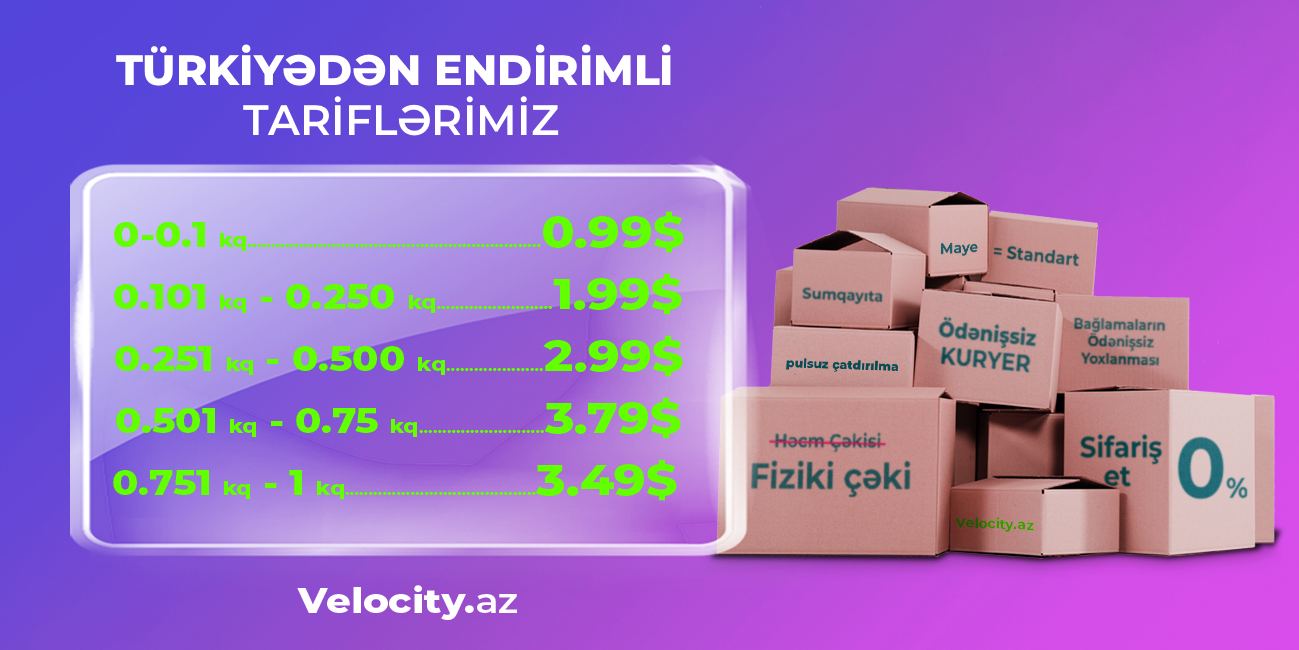 TÜRKİYƏDƏN ENDİRİMLİ
TARİFLƏRİMİZ
0-0.1 kq.......................................................0.99$
0.101 kq - 0.250 kq......................1.99$
0.251 kq - 0.500 kq...................2.99$
0.501 kq - 0.75 kq........................3.79$
0.751 kq - 1 kq....................................3.49$
Velocity.az
Maye
= Standart
Sumqayıta
pulsuz çatdırılma
Ödənişsiz
KURYER
Bağlamaların
Ödənişsiz
Yoxlanması
Həcm Çəkisi
Fiziki çəki
Sifariş
et
0%
Velocity.az